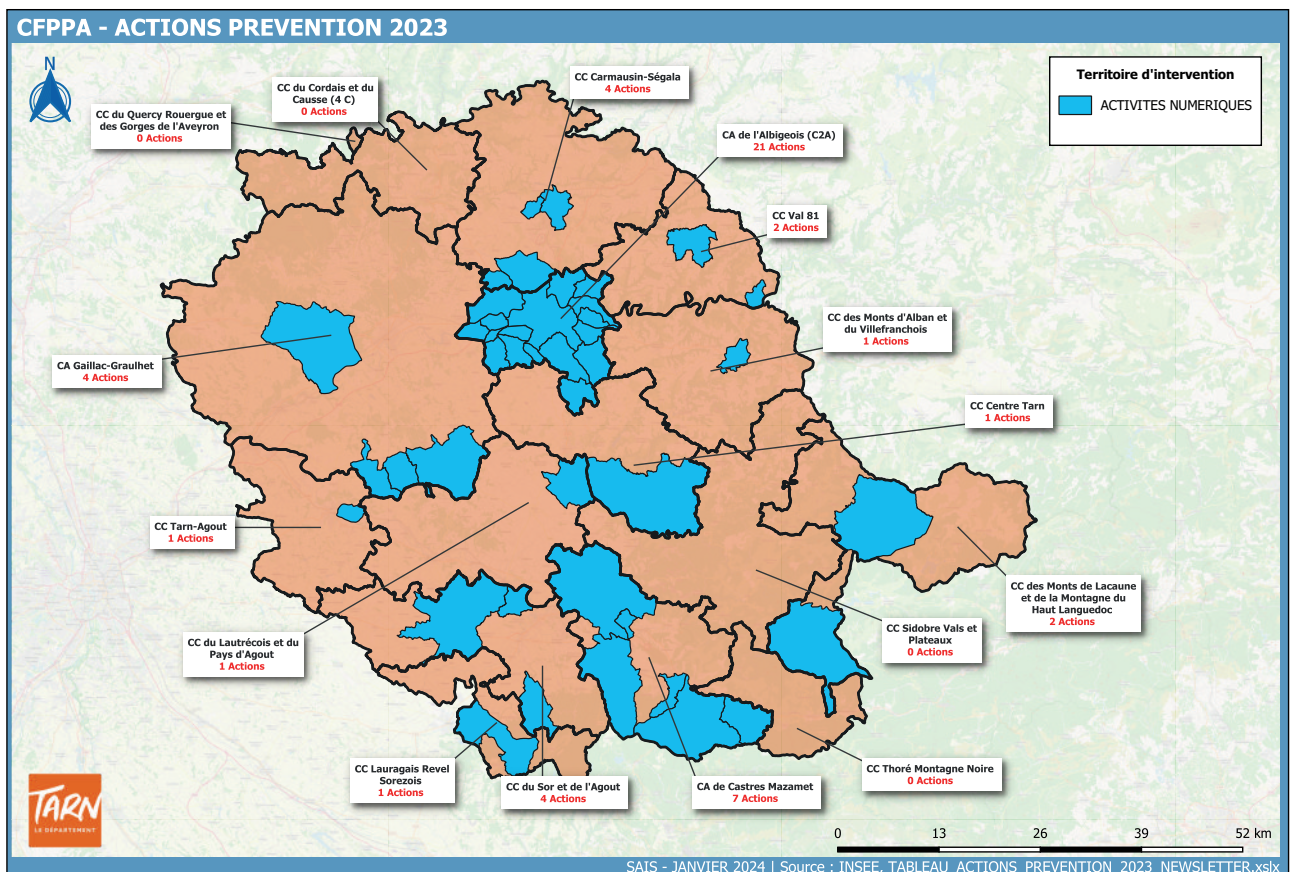 CFPPA - ACTIONS PREVENTION 2023
N
CC Carmausin-Ségala
4 Actions
CC du Cordais et du
Causse (4 C)
0 Actions
CC du Quercy Rouergue et
des Gorges de l'Aveyron
0 Actions
Territoire d'intervention
ACTIVITES NUMERIQUES
CA de l'Albigeois (C2A)
21 Actions
CC Val 81
2 Actions
CC des Monts d'Alban et
du Villefranchois
1 Actions
CA Gaillac-Graulhet
4 Actions
CC Centre Tarn
1 Actions
CC Tarn-Agout
1 Actions
CC des Monts de Lacaune
et de la Montagne du
Haut Languedoc
2 Actions
CC du Lautrécois et du
Pays d'Agout
1 Actions
CC Sidobre Vals et
Plateaux
0 Actions
CC Lauragais Revel
Sorezois
1 Actions
CC du Sor et de l'Agout
4 Actions
CA de Castres Mazamet
7 Actions
CC Thoré Montagne Noire
0 Actions
TARN
LE DÉPARTEMENT
0 13 26 39 52 km
SAIS - JANVIER 2024 | Source : INSEE, TABLEAU_ACTIONS_PREVENTION_2023_NEWSLETTER.xslx